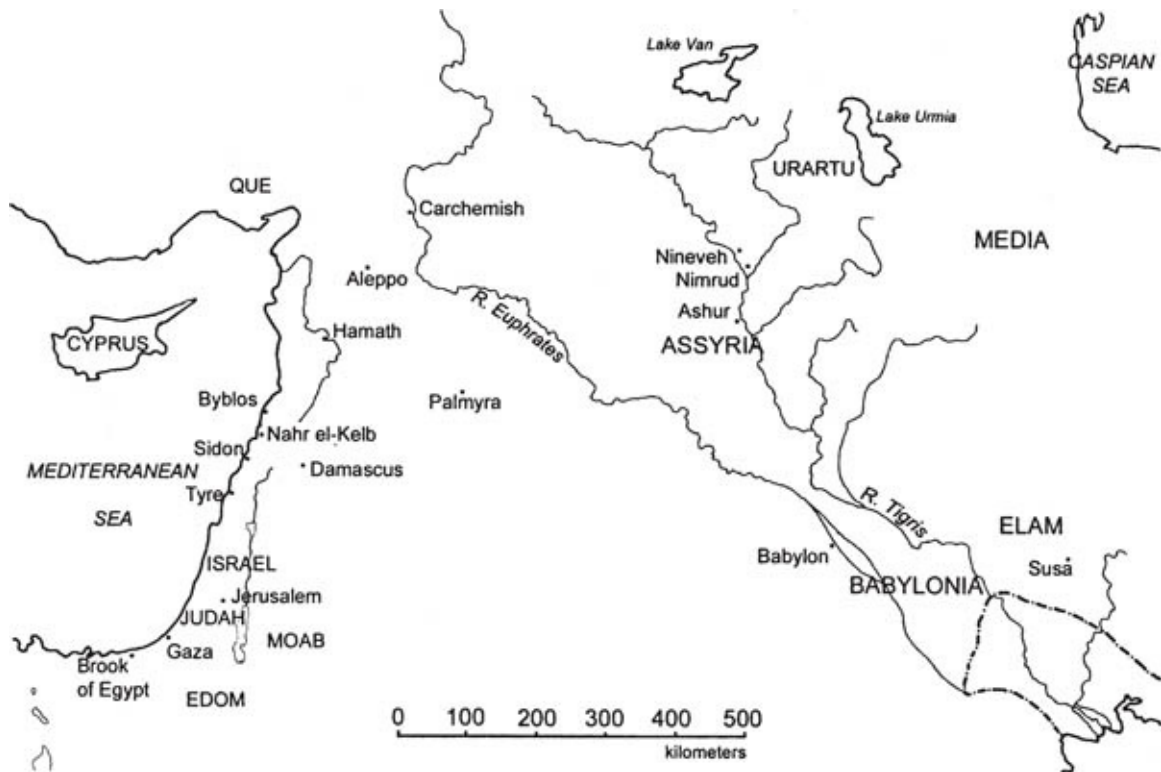 Lake Van
CASPIAN
SEA
Lake Urmia
URARTU
QUE
Carchemish
MEDIA
Nineveh
Nimrud
Aleppo
R. Euphrates
Ashur
Hamath
CYPRUS
ASSYRIA
Byblos
Palmyra
Nahr el-Kelb
Sidon
MEDITERRANEAN
SEA
Damascus
Tyre
R. Tigris
ELAM
Babylon
Susa
ISRAEL
BABYLONIA
Jerusalem
JUDAH
MOAB
Gaza
Brook
of Egypt
EDOM
0 100 200 300 400 500
kilometers